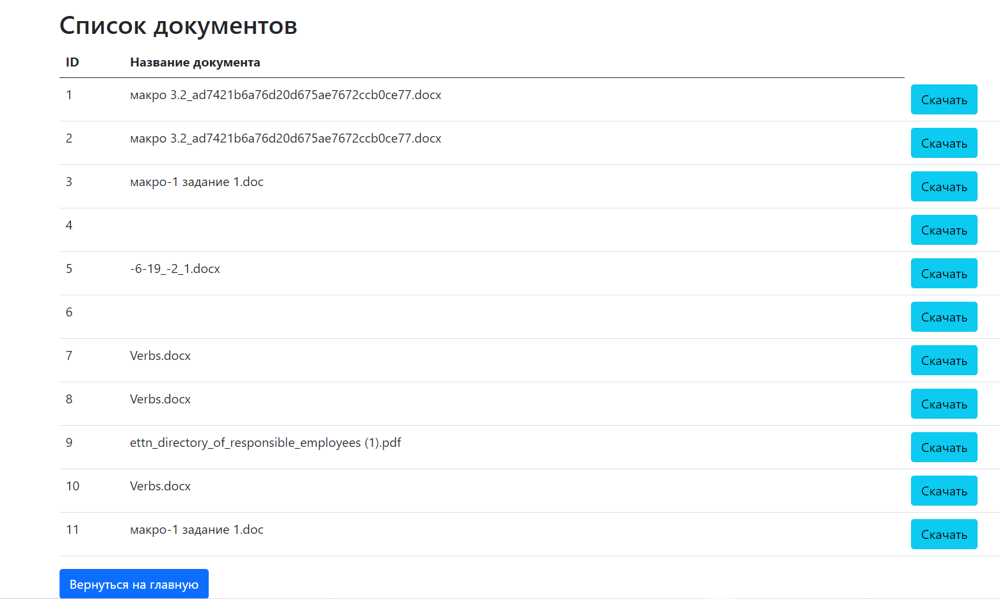 Список документов
ID Название документа
1 макро 3.2_ad7421b6a76d20d675ae7672ccb0ce77.docx Скачать
2 макро 3.2_ad7421b6a76d20d675ae7672ccb0ce77.docx Скачать
3 макро-1 задание 1.doc Скачать
4 Скачать
5 -6-19_-2_1.docx Скачать
6 Скачать
7 Verbs.docx Скачать
8 Verbs.docx Скачать
9 ettn_directory_of_responsible_employees (1).pdf Скачать
10 Verbs.docx Скачать
11 макро-1 задание 1.doc Скачать
Вернуться на главную